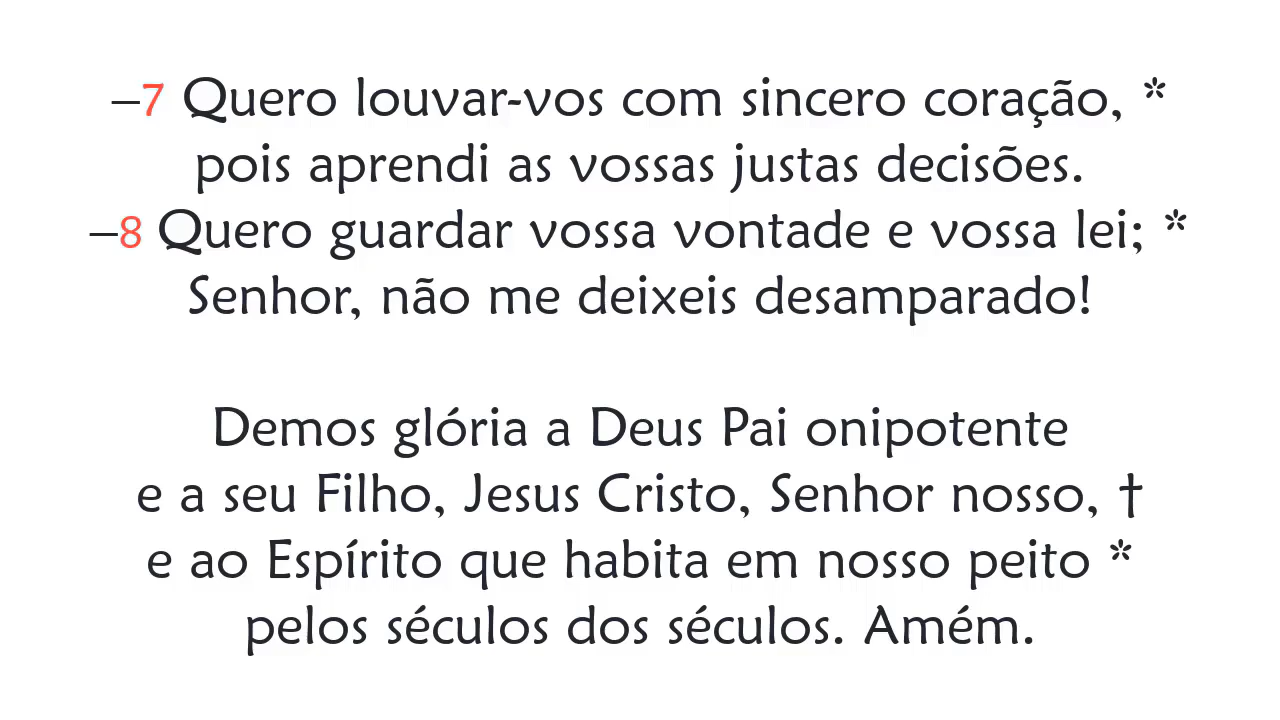 –7 Quero louvar-vos com sincero coração, *
pois aprendi as vossas justas decisões.
–8 Quero guardar vossa vontade e vossa lei; *
Senhor, não me deixeis desamparado!
Demos glória a Deus Pai onipotente
e a seu Filho, Jesus Cristo, Senhor nosso, †
e ao Espírito que habita em nosso peito *
pelos séculos dos séculos. Amém.